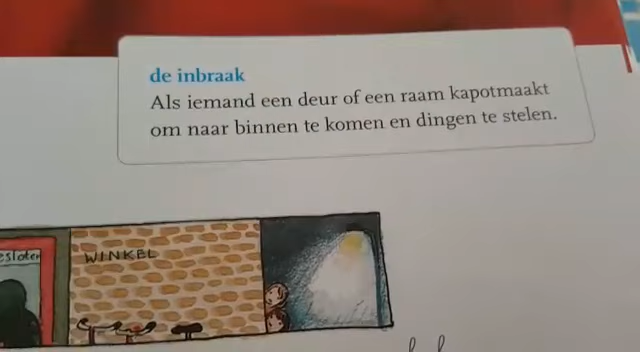 de inbraak
Als iemand een deur of een raam kapotmaakt
om naar binnen te komen en dingen te stelen.
WINKEL